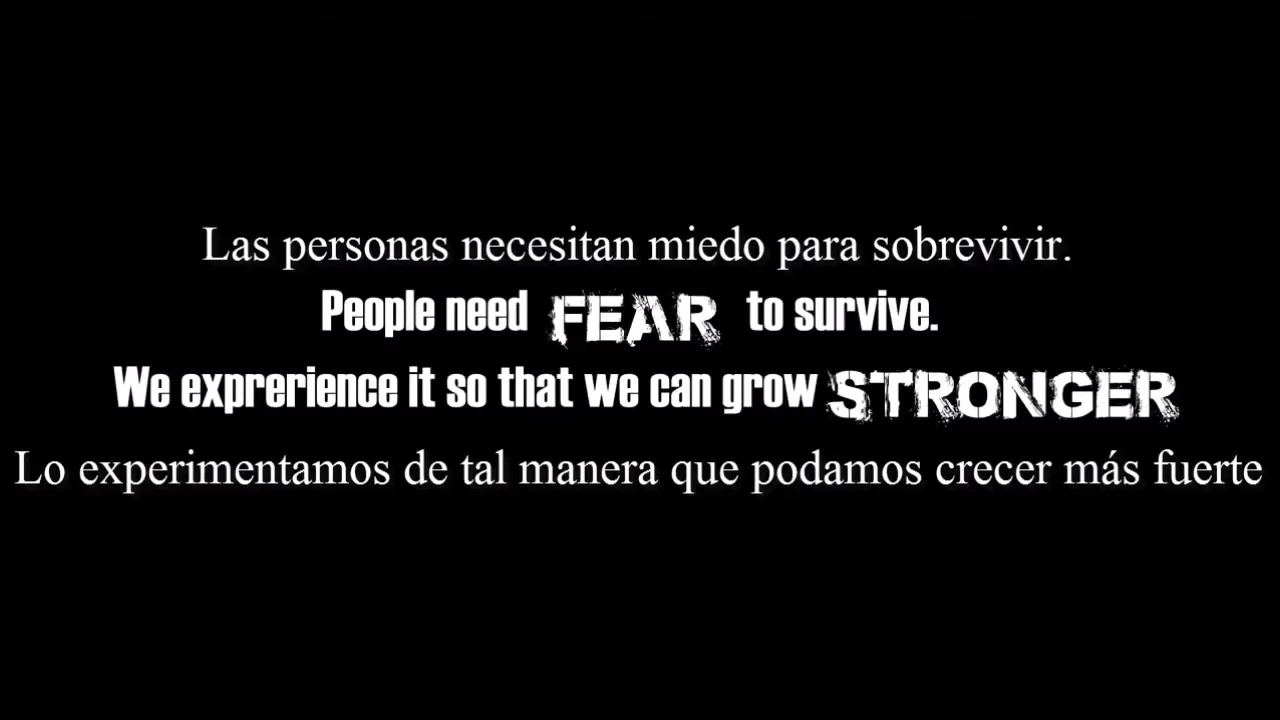 Las personas necesitan miedo para sobrevivir.
People need FEAR to survive.
We exprerience it so that we can grow STRONGER
Lo experimentamos de tal manera que podamos crecer más fuerte